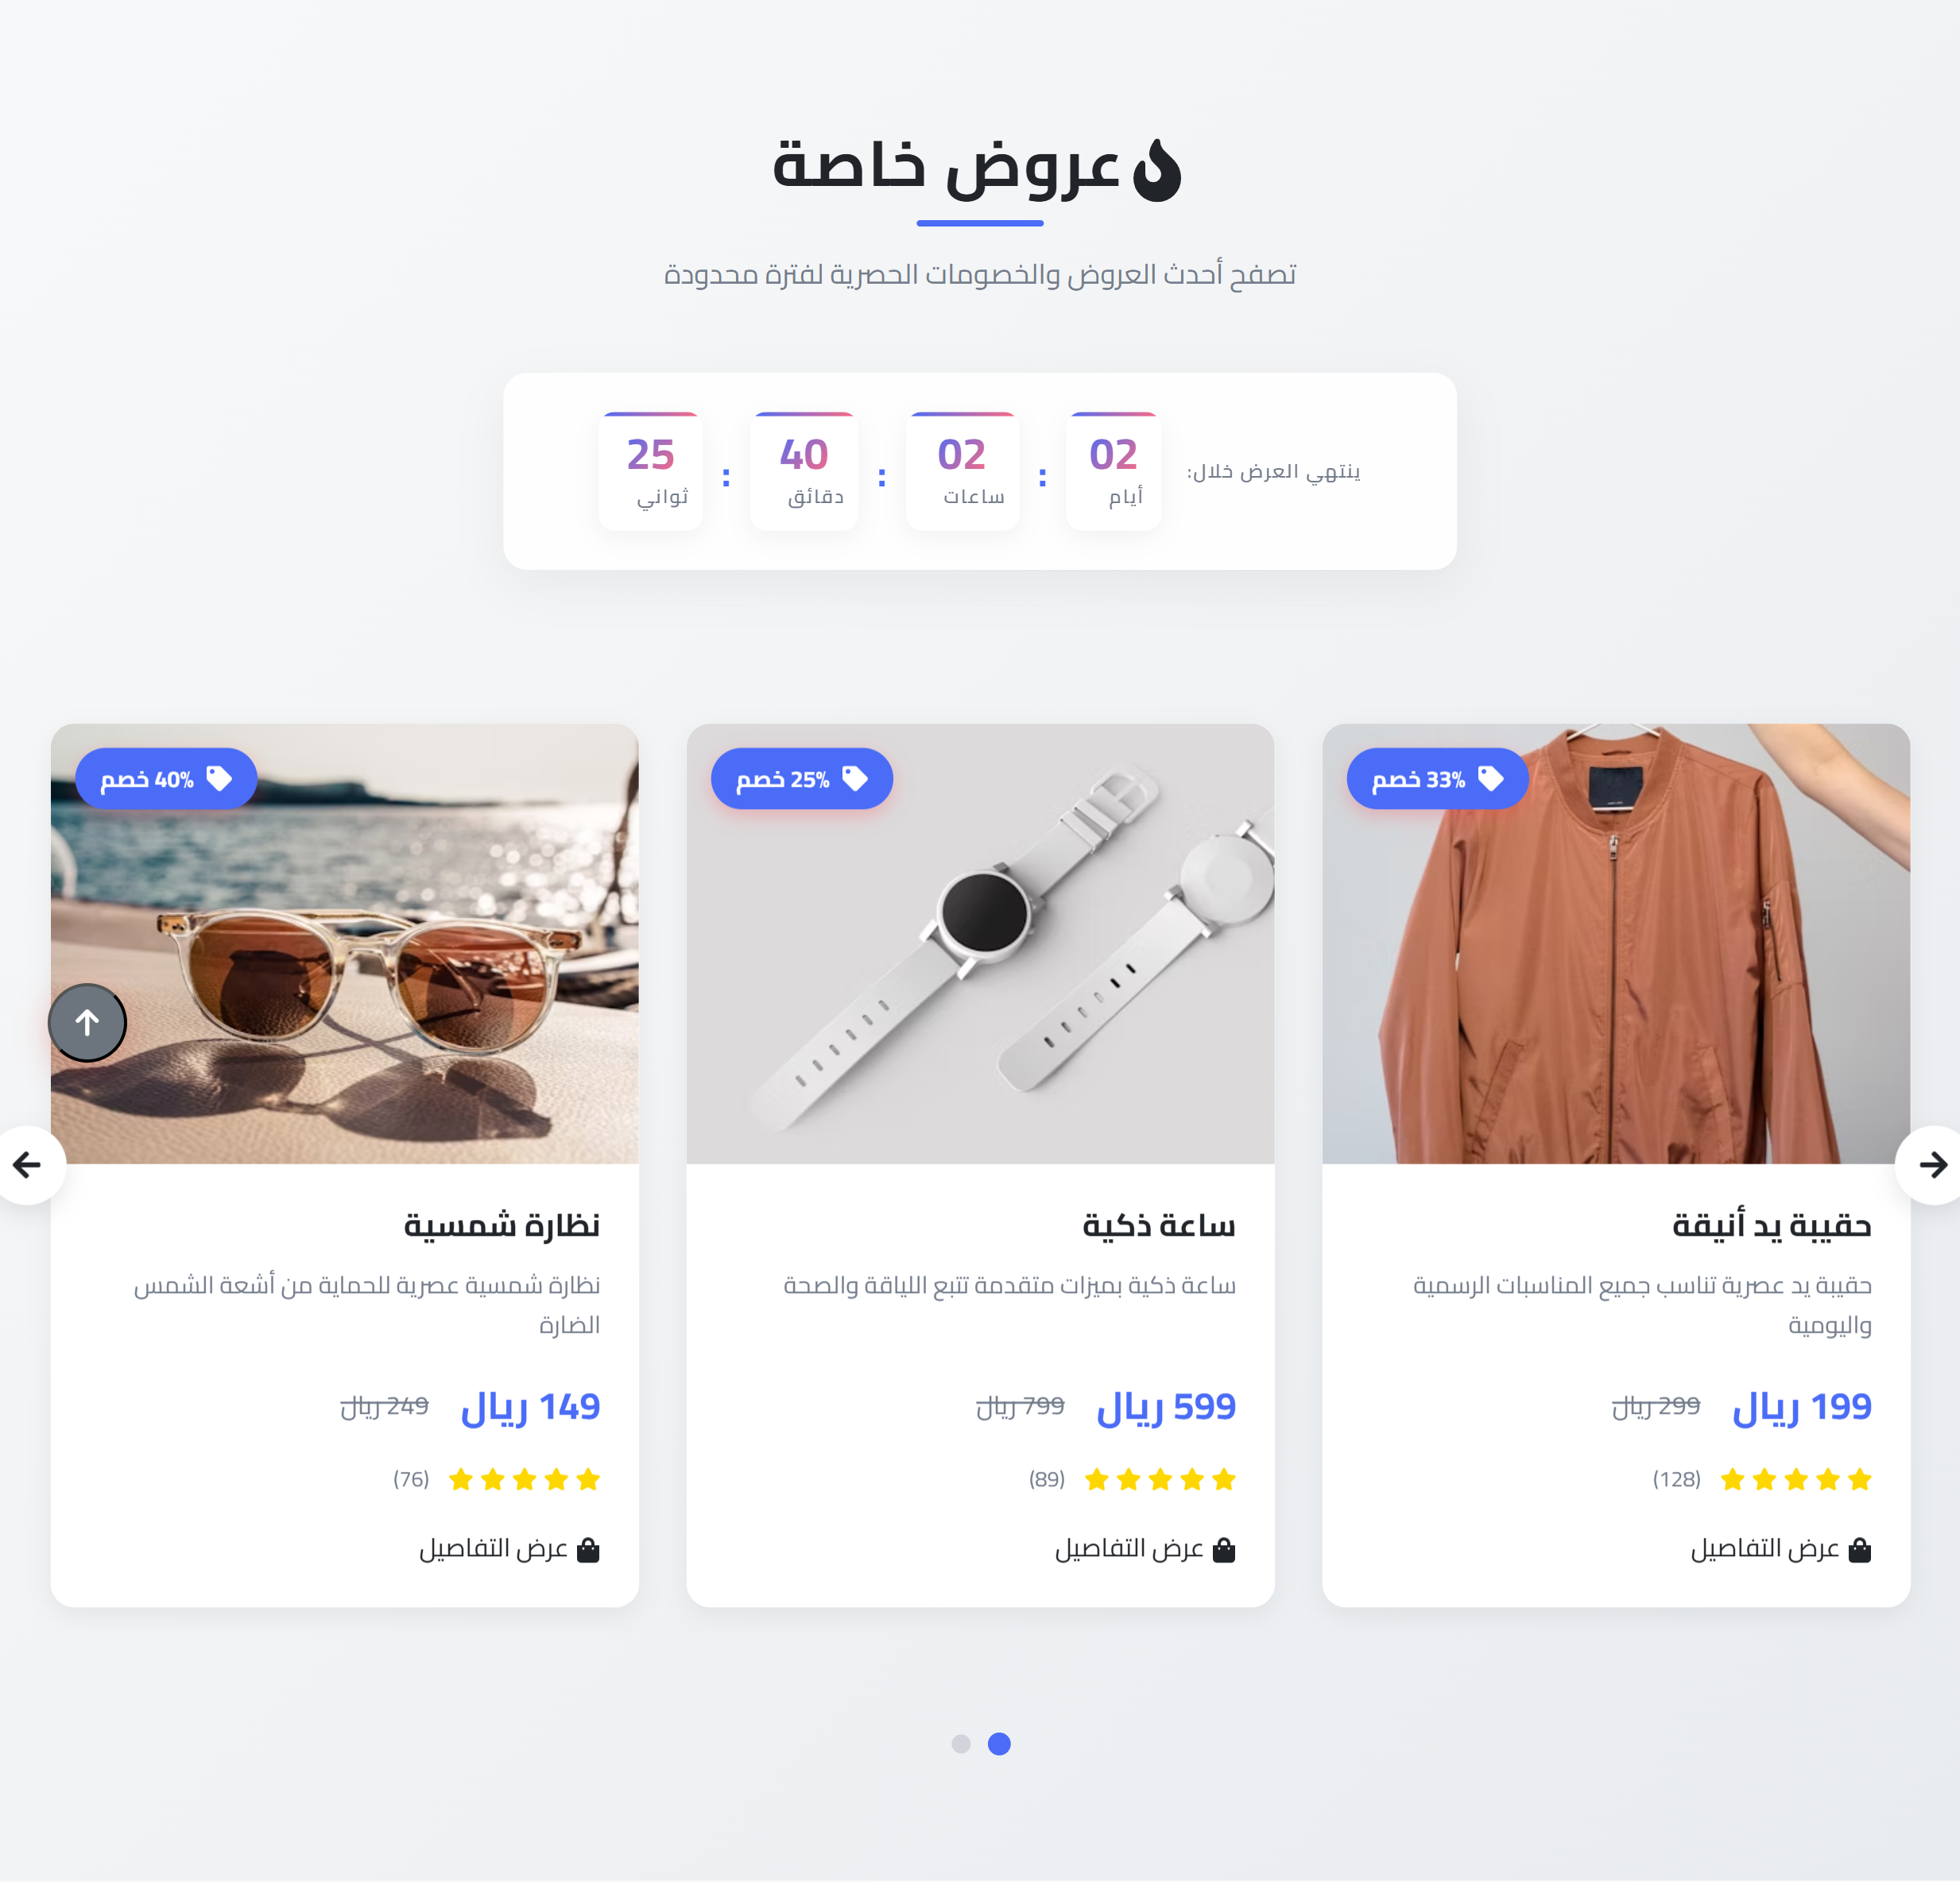 عروض خاصة
تصفح أحدث العروض والخصومات الحصرية لفترة محدودة
ينتهي العرض خلال:
02 : 02 : 40 : 25
أيام ساعات دقائق ثواني
33% خصم
حقيبة يد أنيقة
حقيبة يد عصرية تناسب جميع المناسبات الرسمية
واليومية
199 ريال 299 ريال
(128)
عرض التفاصيل
25% خصم
ساعة ذكية
ساعة ذكية بميزات متقدمة تتبع اللياقة والصحة
599 ريال 799 ريال
(89)
عرض التفاصيل
40% خصم
نظارة شمسية
نظارة شمسية عصرية للحماية من أشعة الشمس
الضارة
149 ريال 249 ريال
(76)
عرض التفاصيل